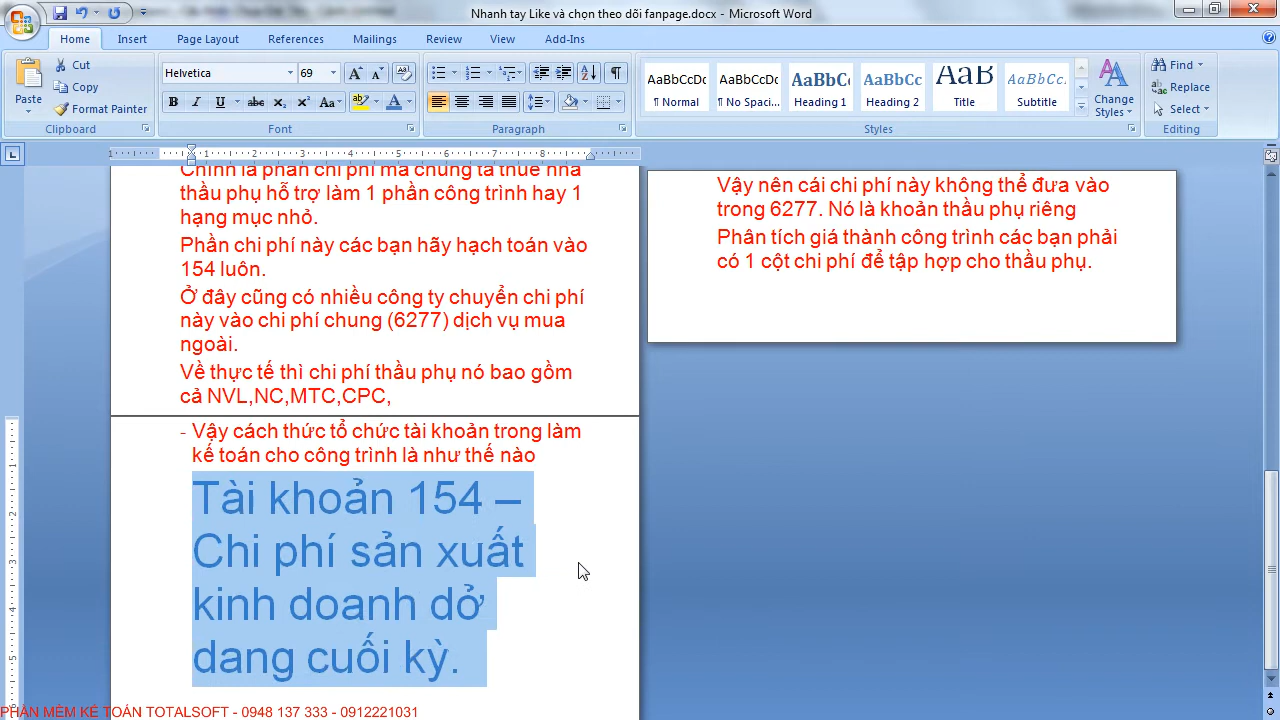 Nhanh tay Like và chọn theo dõi fanpage.docx - Microsoft Word
Home Insert Page Layout References Mailings Review View Add-Ins
Paste
Cut
Copy
Format Painter
Clipboard
Helvetica 69
Font
Paragraph
AaBbCcDc AaBbCcDc AaBbC AaBbCc AaB AaBbCc.
¶ Normal ¶ No Spaci... Heading 1 Heading 2 Title Subtitle
Change
Styles
Styles
Find
Replace
Select
Editing
Chính là phần chi phí mà chúng ta thuê nhà
thầu phụ hỗ trợ làm 1 phần công trình hay 1
hạng mục nhỏ.
Phần chi phí này các bạn hãy hạch toán vào
154 luôn.
Ở đây cũng có nhiều công ty chuyển chi phí
này vào chi phí chung (6277) dịch vụ mua
ngoài.
Về thực tế thì chi phí thầu phụ nó bao gồm
cả NVL,NC,MTC,CPC,
Vậy nên cái chi phí này không thể đưa vào
trong 6277. Nó là khoản thầu phụ riêng
Phân tích giá thành công trình các bạn phải
có 1 cột chi phí để tập hợp cho thầu phụ.
- Vậy cách thức tổ chức tài khoản trong làm
kế toán cho công trình là như thế nào
Tài khoản 154 –
Chi phí sản xuất
kinh doanh dở
dang cuối kỳ.
PHẦN MỀM KẾ TOÁN TOTALSOFT - 0948 137 333 - 0912221031